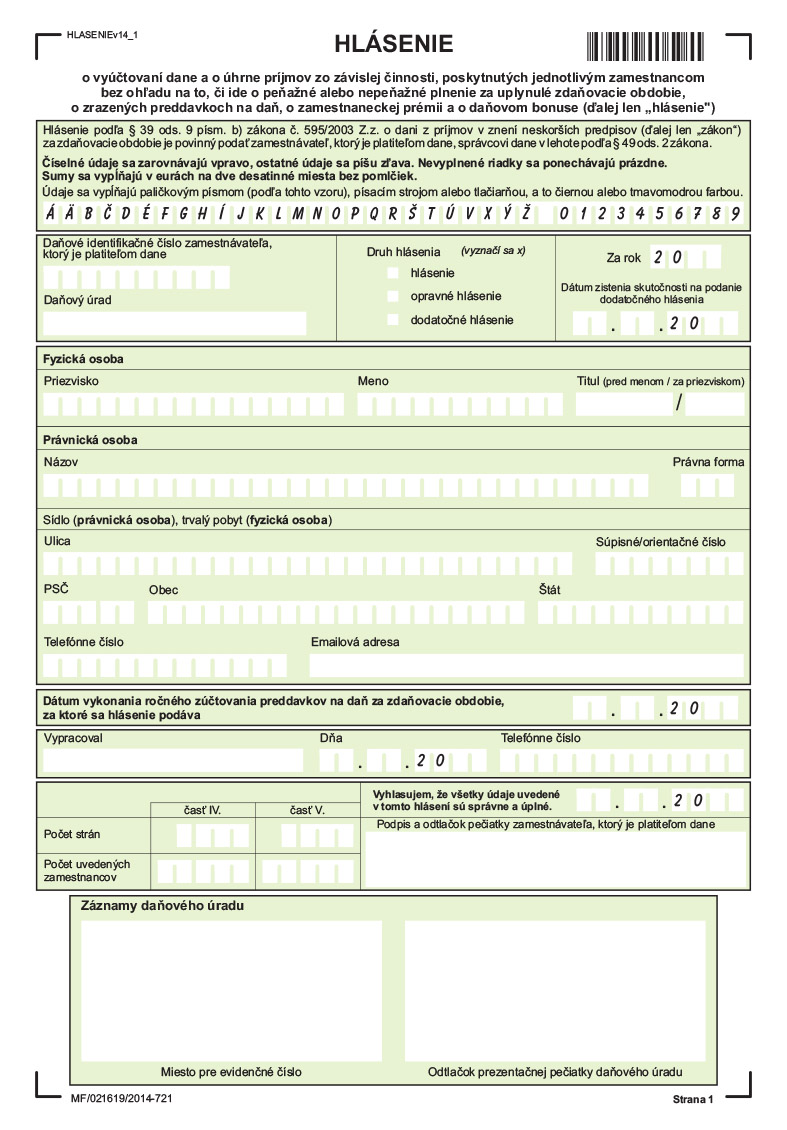 HLASENIEv14_1
HLÁSENIE
o vyúčtovaní dane a o úhrne príjmov zo závislej činnosti, poskytnutých jednotlivým zamestnancom
bez ohľadu na to, či ide o peňažné alebo nepeňažné plnenie za uplynulé zdaňovacie obdobie,
o zrazených preddavkoch na daň, o zamestnaneckej prémii a o daňovom bonuse (ďalej len „hlásenie")
Hlásenie podľa § 39 ods. 9 písm. b) zákona č. 595/2003 Z.z. o dani z príjmov v znení neskorších predpisov (ďalej len „zákon“)
za zdaňovacie obdobie je povinný podať zamestnávateľ, ktorý je platiteľom dane, správcovi dane v lehote podľa § 49 ods. 2 zákona.
Číselné údaje sa zarovnávajú vpravo, ostatné údaje sa píšu zľava. Nevyplnené riadky sa ponechávajú prázdne.
Sumy sa vypĺňajú v eurách na dve desatinné miesta bez pomlčiek.
Údaje sa vypĺňajú paličkovým písmom (podľa tohto vzoru), písacím strojom alebo tlačiarňou, a to čiernou alebo tmavomodrou farbou.
Á Ä B Č D É F G H Í J K L M N O P Q R Š T Ú V X Ý Ž 0 1 2 3 4 5 6 7 8 9
Daňové identifikačné číslo zamestnávateľa,
ktorý je platiteľom dane
Daňový úrad
Druh hlásenia (vyznačí sa x)
hlásenie
opravné hlásenie
dodatočné hlásenie
Za rok 2 0
Dátum zistenia skutočnosti na podanie
dodatočného hlásenia
. . 2 0
Fyzická osoba
Priezvisko Meno Titul (pred menom / za priezviskom)
/
Právnická osoba
Názov Právna forma
Sídlo (právnická osoba), trvalý pobyt (fyzická osoba)
Ulica Súpisné/orientačné číslo
PSČ Obec Štát
Telefónne číslo Emailová adresa
Dátum vykonania ročného zúčtovania preddavkov na daň za zdaňovacie obdobie,
za ktoré sa hlásenie podáva
. . 2 0
Vypracoval Dňa Telefónne číslo
. . 2 0
časť IV. časť V.
Počet strán
Počet uvedených
zamestnancov
Vyhlasujem, že všetky údaje uvedené
v tomto hlásení sú správne a úplné.
. . 2 0
Podpis a odtlačok pečiatky zamestnávateľa, ktorý je platiteľom dane
Záznamy daňového úradu
Miesto pre evidenčné číslo Odtlačok prezentačnej pečiatky daňového úradu
MF/021619/2014-721 Strana 1